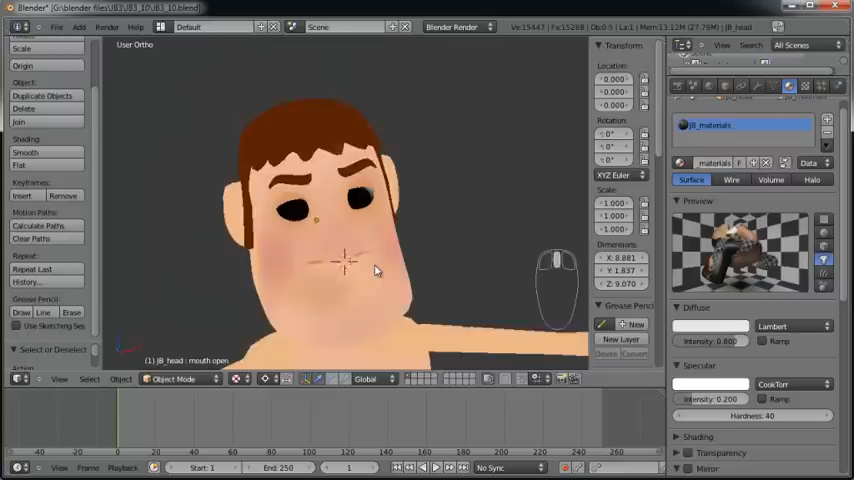 Blender* [G:\blender files\JB3\JB3_10.blend]
File Add Render Window Help Default Scene Blender Render Ve:15447 | Fa:15288 | Ob:0-5 | La:1 | Mem:13.12M (27.79M) | JB_head
Scale
Origin
Object:
Duplicate Objects
Delete
Join
Shading:
Smooth
Flat
Keyframes:
Insert Remove
Motion Paths:
Calculate Paths
Clear Paths
Repeat:
Repeat Last
History...
Grease Pencil:
Draw Line Erase
Use Sketching Ses
Select or Deselect
Action
User Ortho
(1) JB_head : mouth open
View Select Object Object Mode Global
Transform
Location:
0.000
0.000
0.000
Rotation:
0°
0°
0°
XYZ Euler
Scale:
1.000
1.000
1.000
X: 8.881
Y: 1.837
Z: 9.070
Grease Penci
New
New Layer
Delete Convert
View Search All Scenes
JB_materials
_materials F Data
Surface Wire Volume Halo
Preview
Diffuse
Lambert
Intensity: 0.800 Ramp
Specular
CookTorr
Intensity: 0.200 Ramp
Hardness: 40
Shading
Transparency
Mirror
-40 -20 0 20 40 60 80 100 120 140 160 180 200 220 240 260
View Frame Playback Start: 1 End: 250 1 No Sync